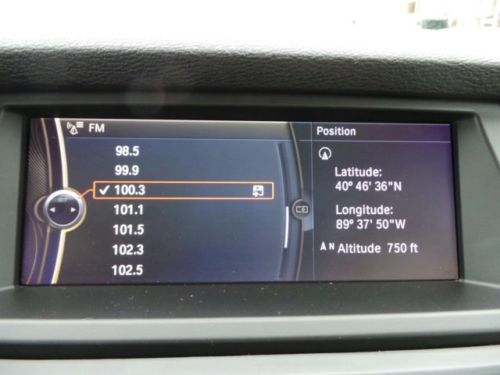 FM
98.5
99.9
100.3
101.1
101.5
102.3
102.5
Position
Latitude:
40° 46' 36"N
Longitude:
89° 37' 50"W
N Altitude 750 ft